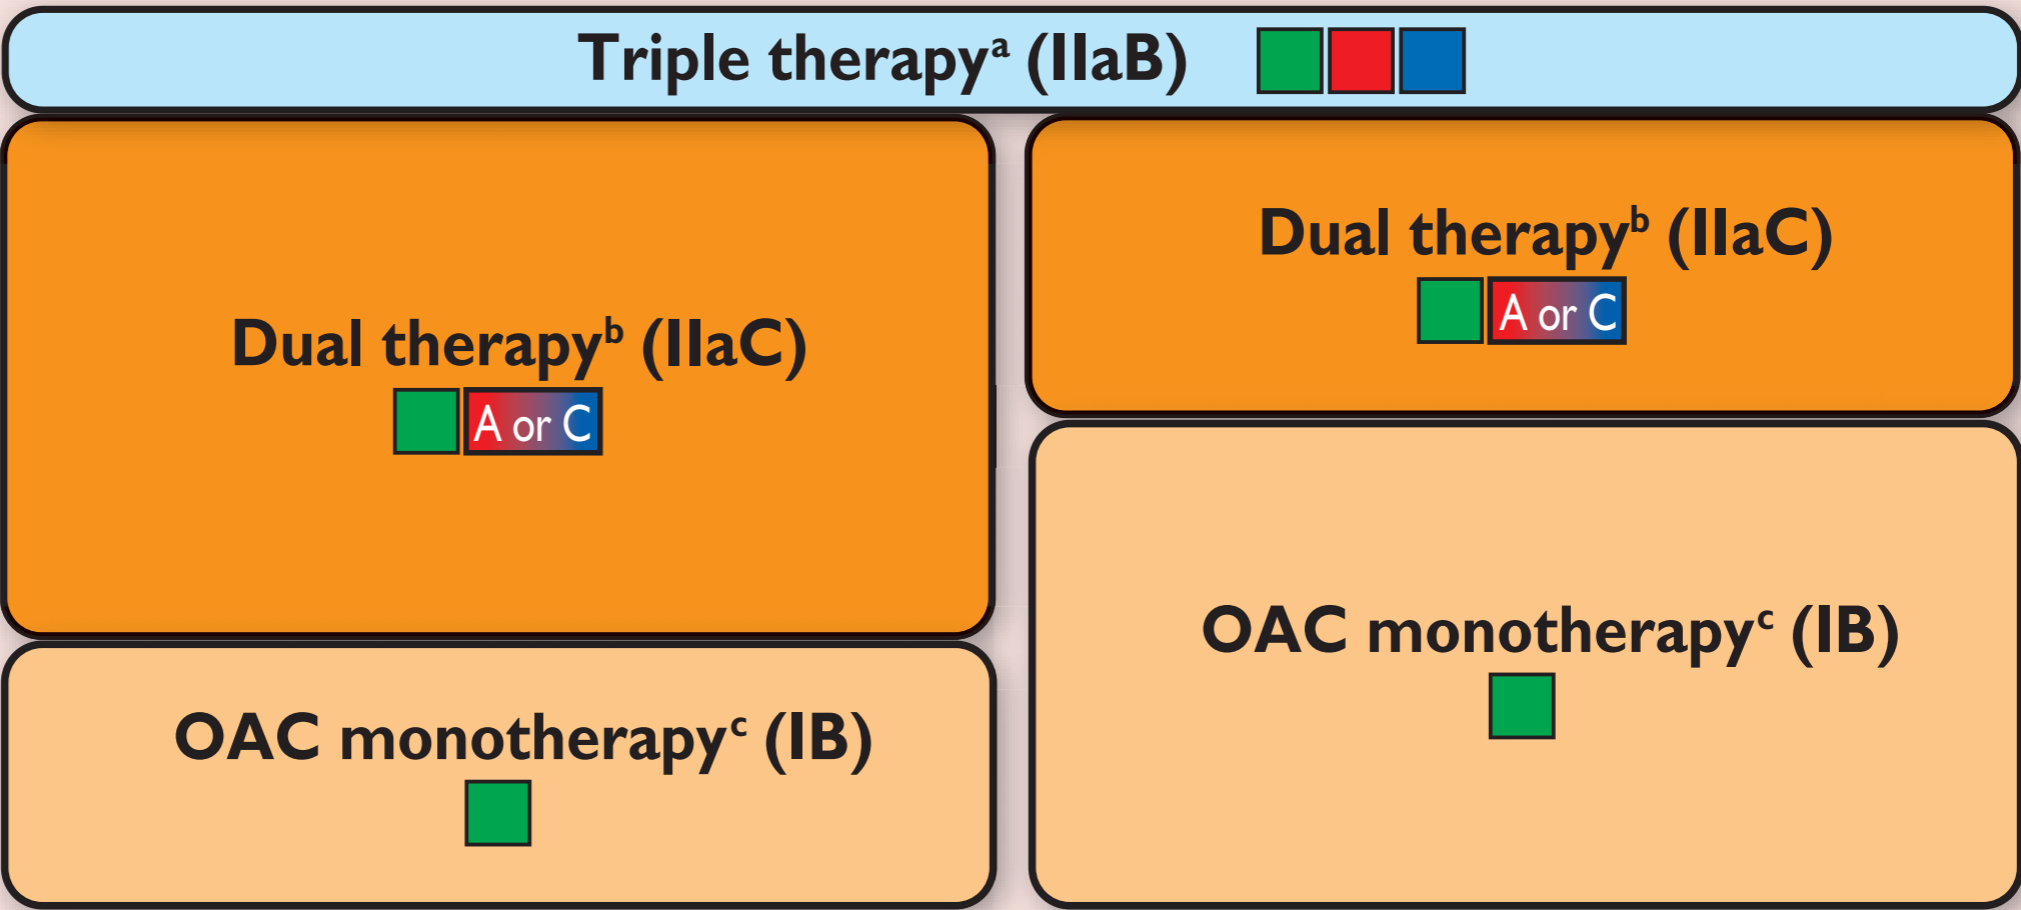 Triple therapyᵃ (IIaB)
Dual therapyᵇ (IIaC)
A or C
OAC monotherapyᶜ (IB)
Dual therapyᵇ (IIaC)
A or C
OAC monotherapyᶜ (IB)